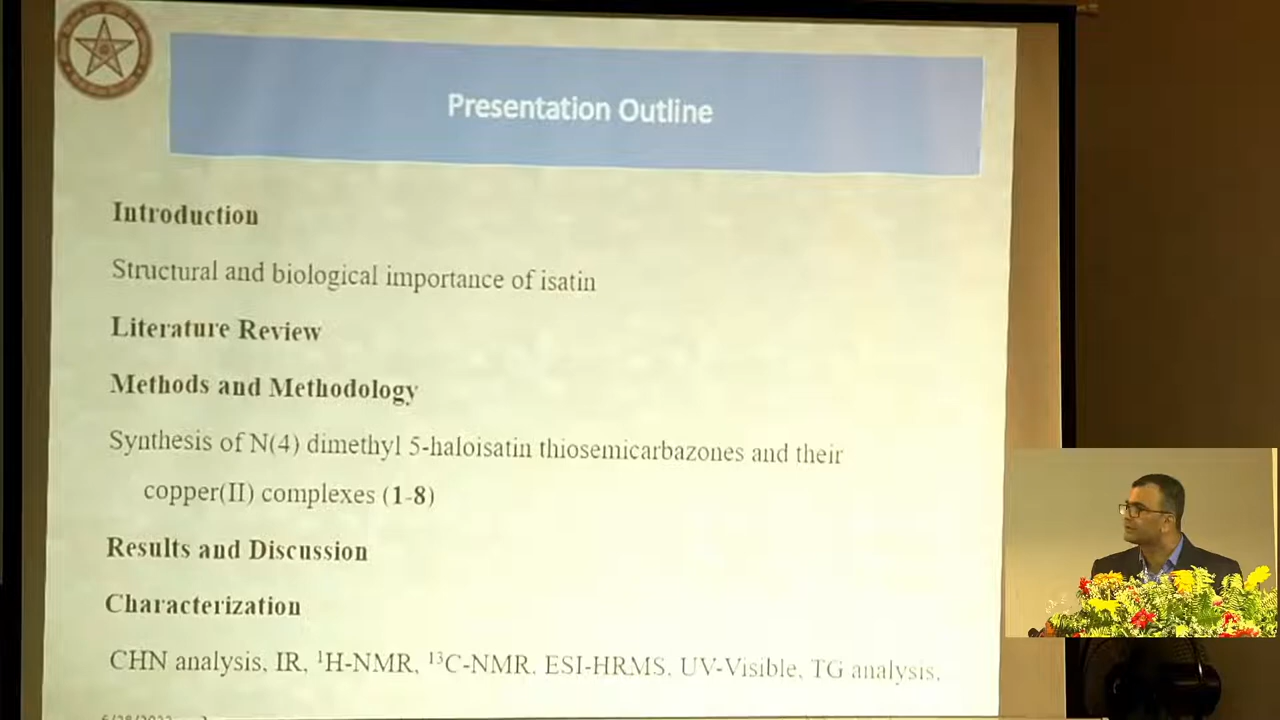 Presentation Outline
Introduction
Structural and biological importance of isatin
Literature Review
Methods and Methodology
Synthesis of N(4) dimethyl 5-haloisatin thiosemicarbazones and their
copper(II) complexes (1-8)
Results and Discussion
Characterization
CHN analysis, IR, ¹H-NMR, ¹³C-NMR, ESI-HRMS, UV-Visible, TG analysis,